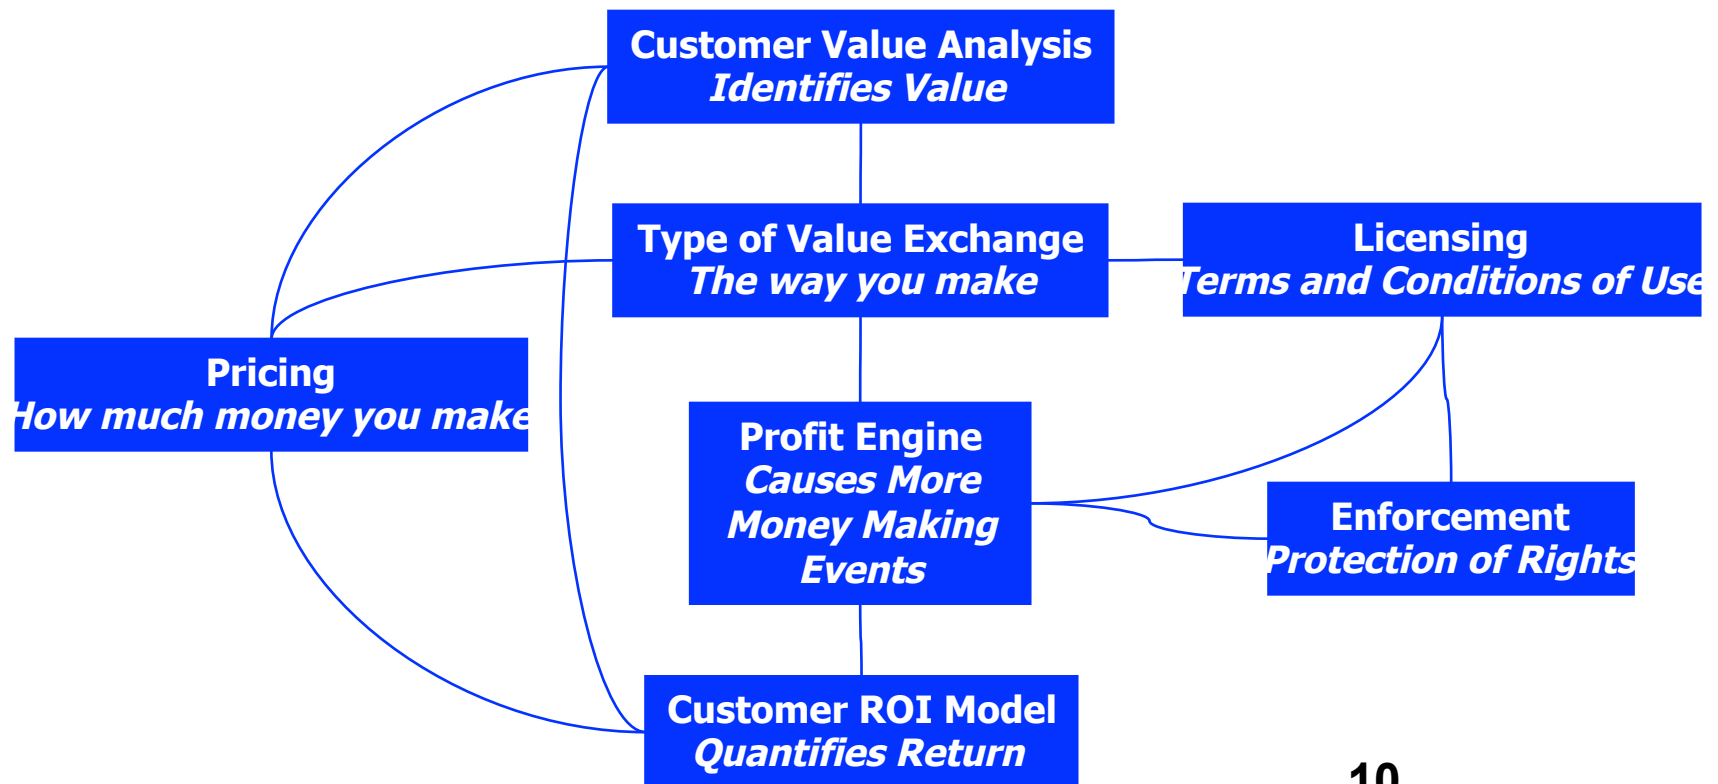 Customer Value Analysis
Identifies Value
Type of Value Exchange
The way you make
Licensing
Terms and Conditions of Use
Pricing
How much money you make
Profit Engine
Causes More
Money Making
Events
Enforcement
Protection of Rights
Customer ROI Model
Quantifies Return
10